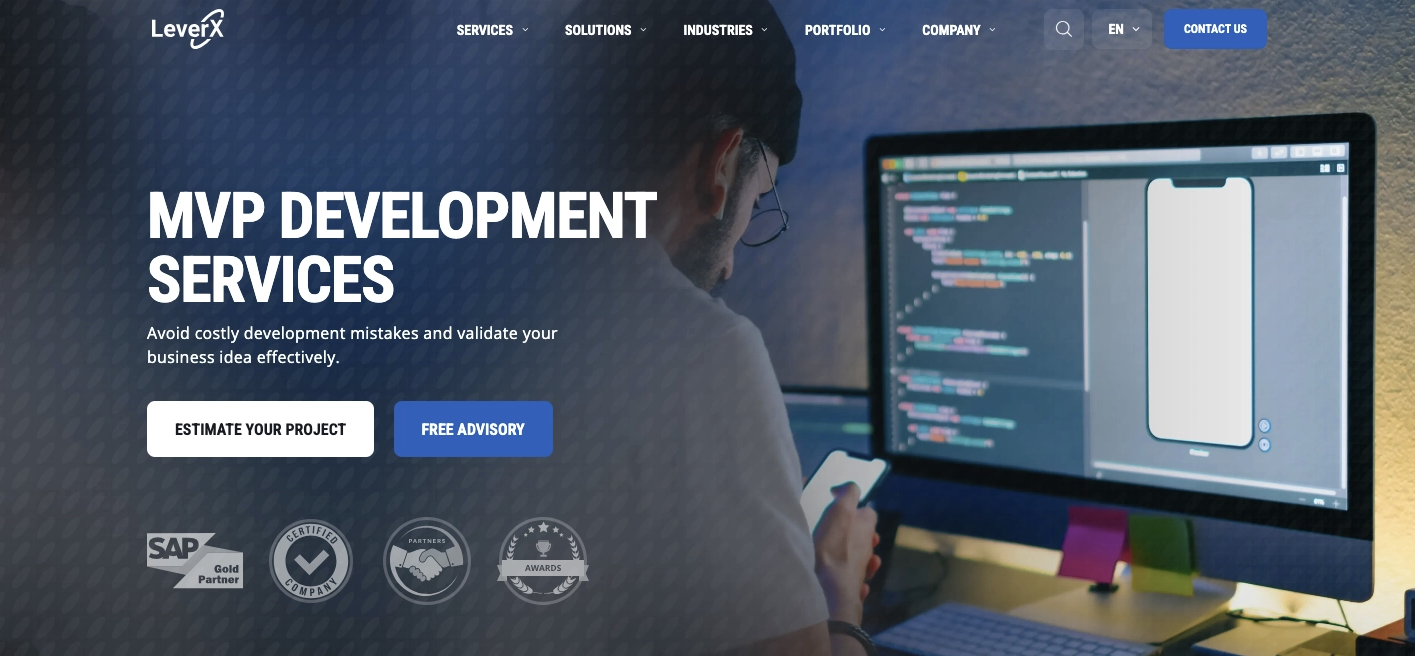 LeverX
SERVICES
SOLUTIONS
INDUSTRIES
PORTFOLIO
COMPANY
EN
CONTACT US
MVP DEVELOPMENT
SERVICES
Avoid costly development mistakes and validate your
business idea effectively.
ESTIMATE YOUR PROJECT
FREE ADVISORY
SAP
Gold
Partner
CERTIFIED
COMPANY
PARTNERS
AWARDS